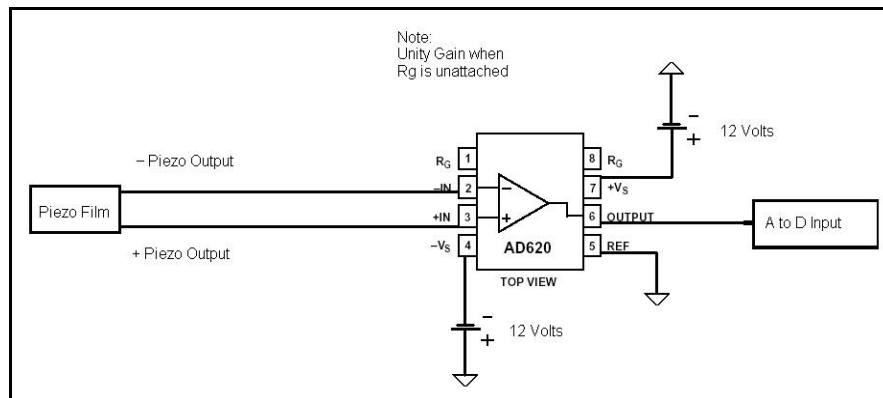 Note:
Unity Gain when
Rg is unattached
−
+
12 Volts
− Piezo Output
RG 1
8 RG
−IN 2
−
7 +VS
Piezo Film
+IN 3
+
6 OUTPUT
A to D Input
−VS 4
AD620
5 REF
+ Piezo Output
TOP VIEW
−
+
12 Volts